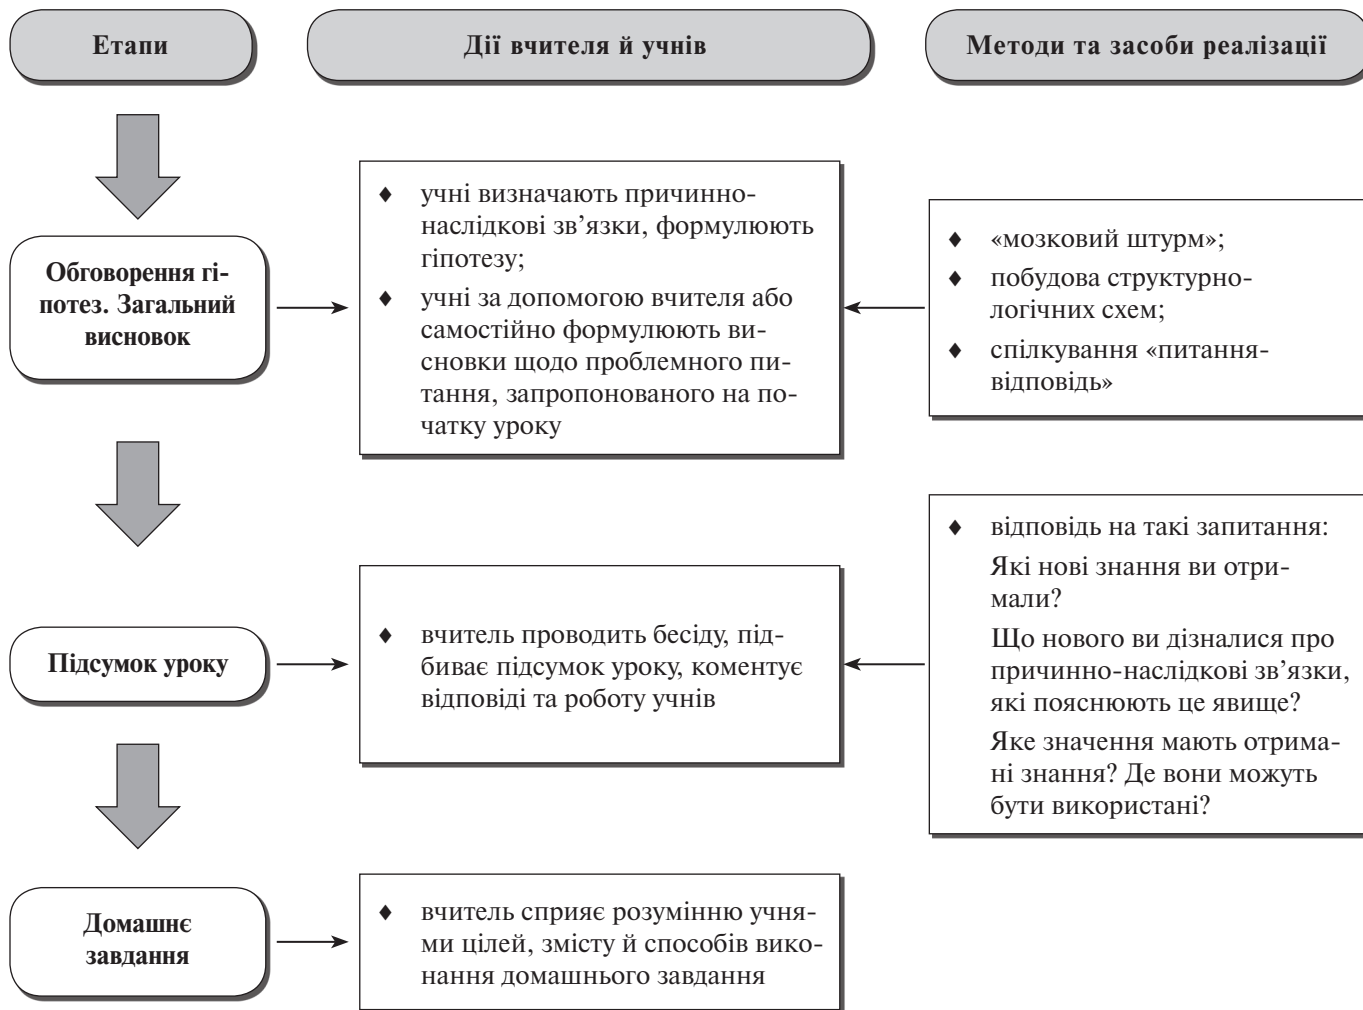 Етапи
Дії вчителя й учнів
Методи та засоби реалізації
Обговорення гі-
потез. Загальний
висновок
♦ учні визначають причинно-
наслідкові зв’язки, формулюють
гіпотезу;
♦ учні за допомогою вчителя або
самостійно формулюють ви-
сновки щодо проблемного пи-
тання, запропонованого на по-
чатку уроку
♦ «мозковий штурм»;
♦ побудова структурно-
логічних схем;
♦ спілкування «питання-
відповідь»
Підсумок уроку
♦ вчитель проводить бесіду, під-
биває підсумок уроку, коментує
відповіді та роботу учнів
♦ відповідь на такі запитання:
Які нові знання ви отри-
мали?
Що нового ви дізналися про
причинно-наслідкові зв’язки,
які пояснюють це явище?
Яке значення мають отрима-
ні знання? Де вони можуть
бути використані?
Домашнє
завдання
♦ вчитель сприяє розумінню учня-
ми цілей, змісту й способів вико-
нання домашнього завдання